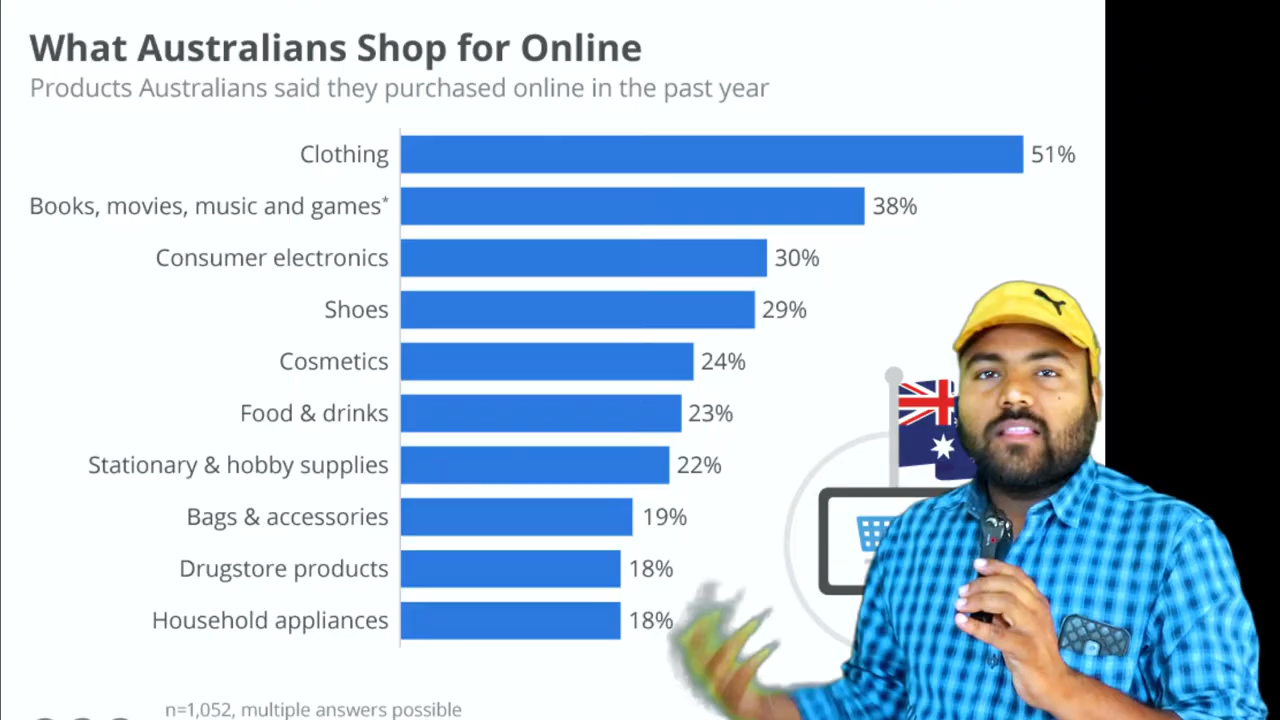 What Australians Shop for Online
Products Australians said they purchased online in the past year
Clothing 51%
Books, movies, music and games* 38%
Consumer electronics 30%
Shoes 29%
Cosmetics 24%
Food & drinks 23%
Stationary & hobby supplies 22%
Bags & accessories 19%
Drugstore products 18%
Household appliances 18%
n=1,052, multiple answers possible